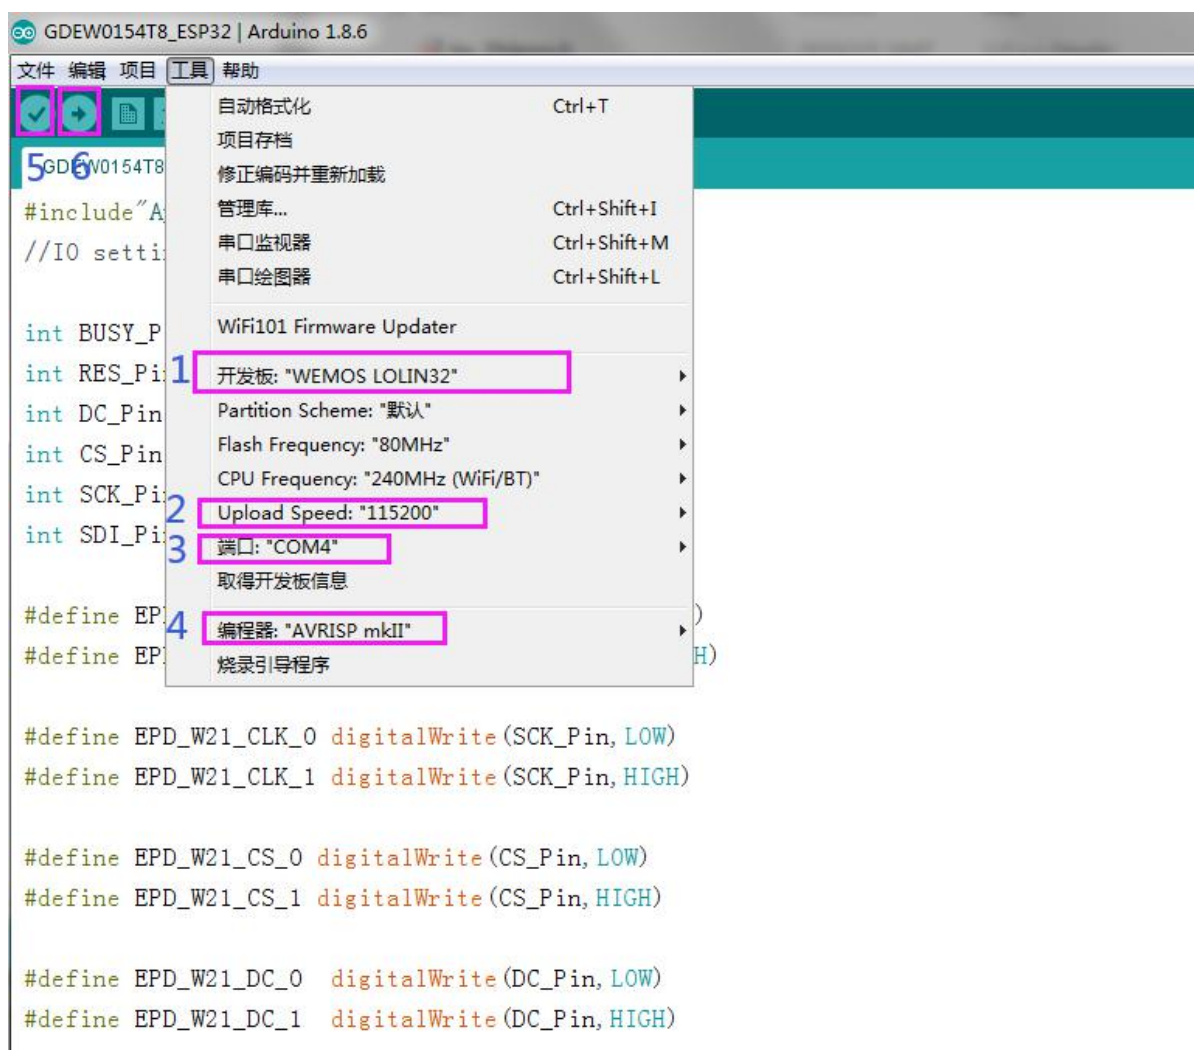 GDEW0154T8_ESP32 | Arduino 1.8.6
文件 编辑 项目 工具 帮助
自动格式化 Ctrl+T
项目存档
5 6
GDEW0154T8
修正编码并重新加载
#include"A
管理库... Ctrl+Shift+I
//IO setti
串口监视器 Ctrl+Shift+M
串口绘图器 Ctrl+Shift+L
int BUSY_P
WiFi101 Firmware Updater
int RES_Pi
1 开发板: "WEMOS LOLIN32"
int DC_Pin
Partition Scheme: "默认"
int CS_Pin
Flash Frequency: "80MHz"
CPU Frequency: "240MHz (WiFi/BT)"
int SCK_Pi
2 Upload Speed: "115200"
int SDI_Pi
3 端口: "COM4"
取得开发板信息
#define EP )
4 编程器: "AVRISP mkII"
#define EP H)
烧录引导程序
#define EPD_W21_CLK_0 digitalWrite(SCK_Pin,LOW)
#define EPD_W21_CLK_1 digitalWrite(SCK_Pin,HIGH)
#define EPD_W21_CS_0 digitalWrite(CS_Pin,LOW)
#define EPD_W21_CS_1 digitalWrite(CS_Pin,HIGH)
#define EPD_W21_DC_0 digitalWrite(DC_Pin,LOW)
#define EPD_W21_DC_1 digitalWrite(DC_Pin,HIGH)